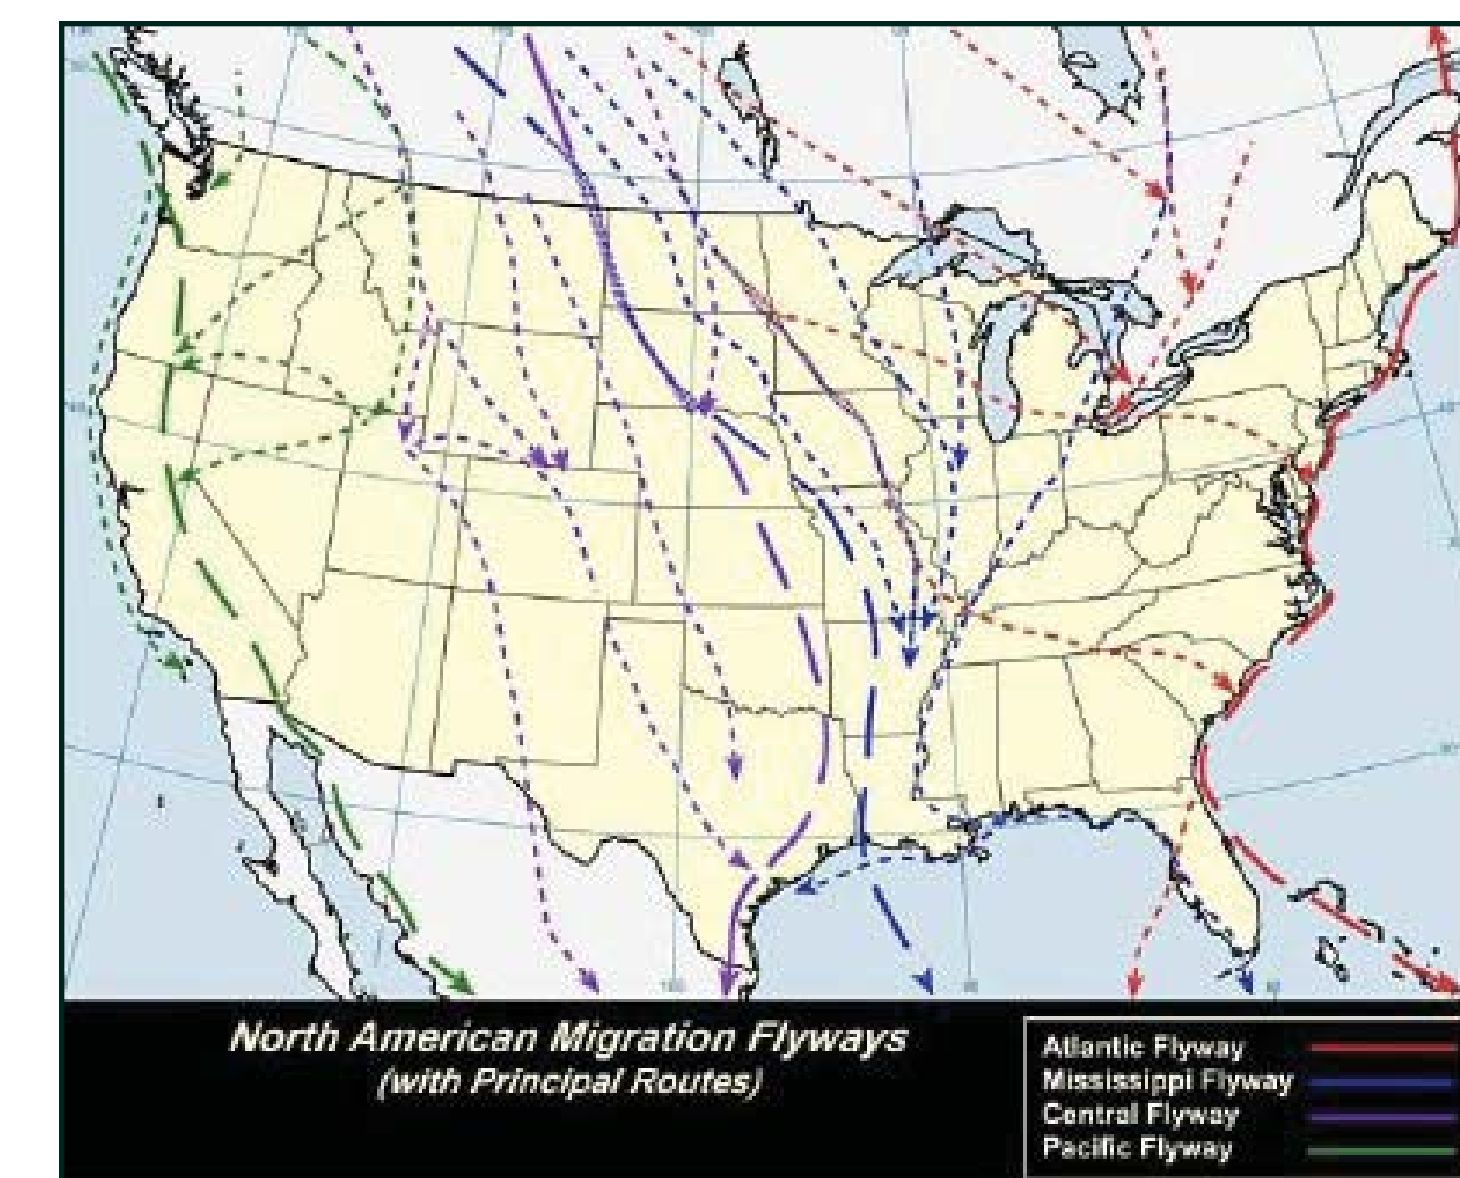 North American Migration Flyways
(with Principal Routes)
Atlantic Flyway
Mississippi Flyway
Central Flyway
Pacific Flyway